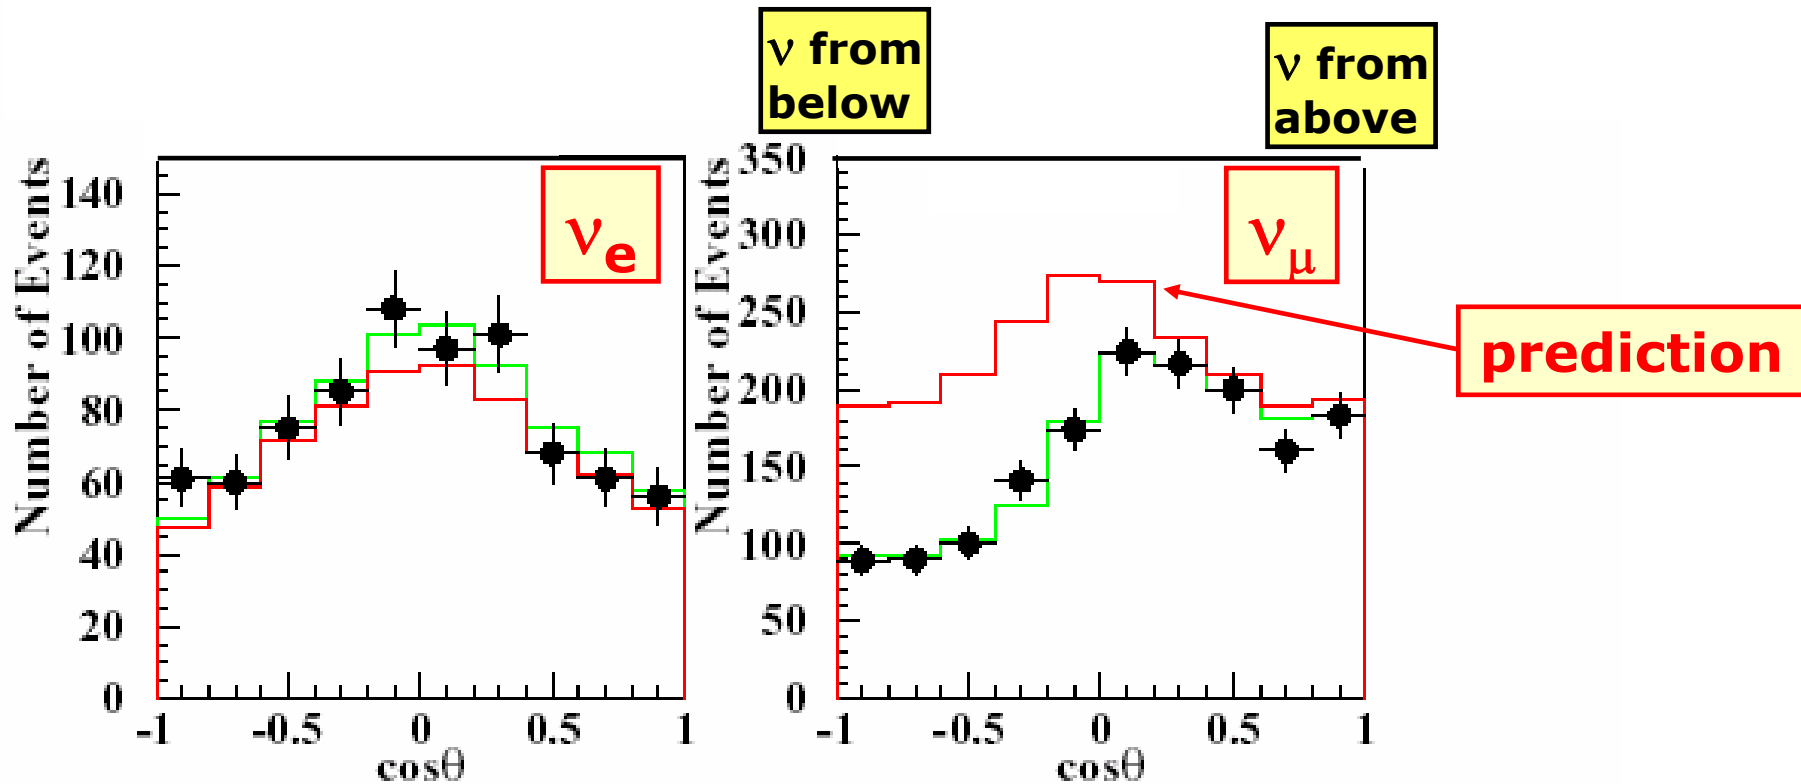 ν from
below
ν from
above
Number of Events
140
120
100
80
60
40
20
0
-1
-0.5
0
0.5
1
cosθ
νe
Number of Events
350
300
250
200
150
100
50
0
-1
-0.5
0
0.5
1
cosθ
νμ
prediction